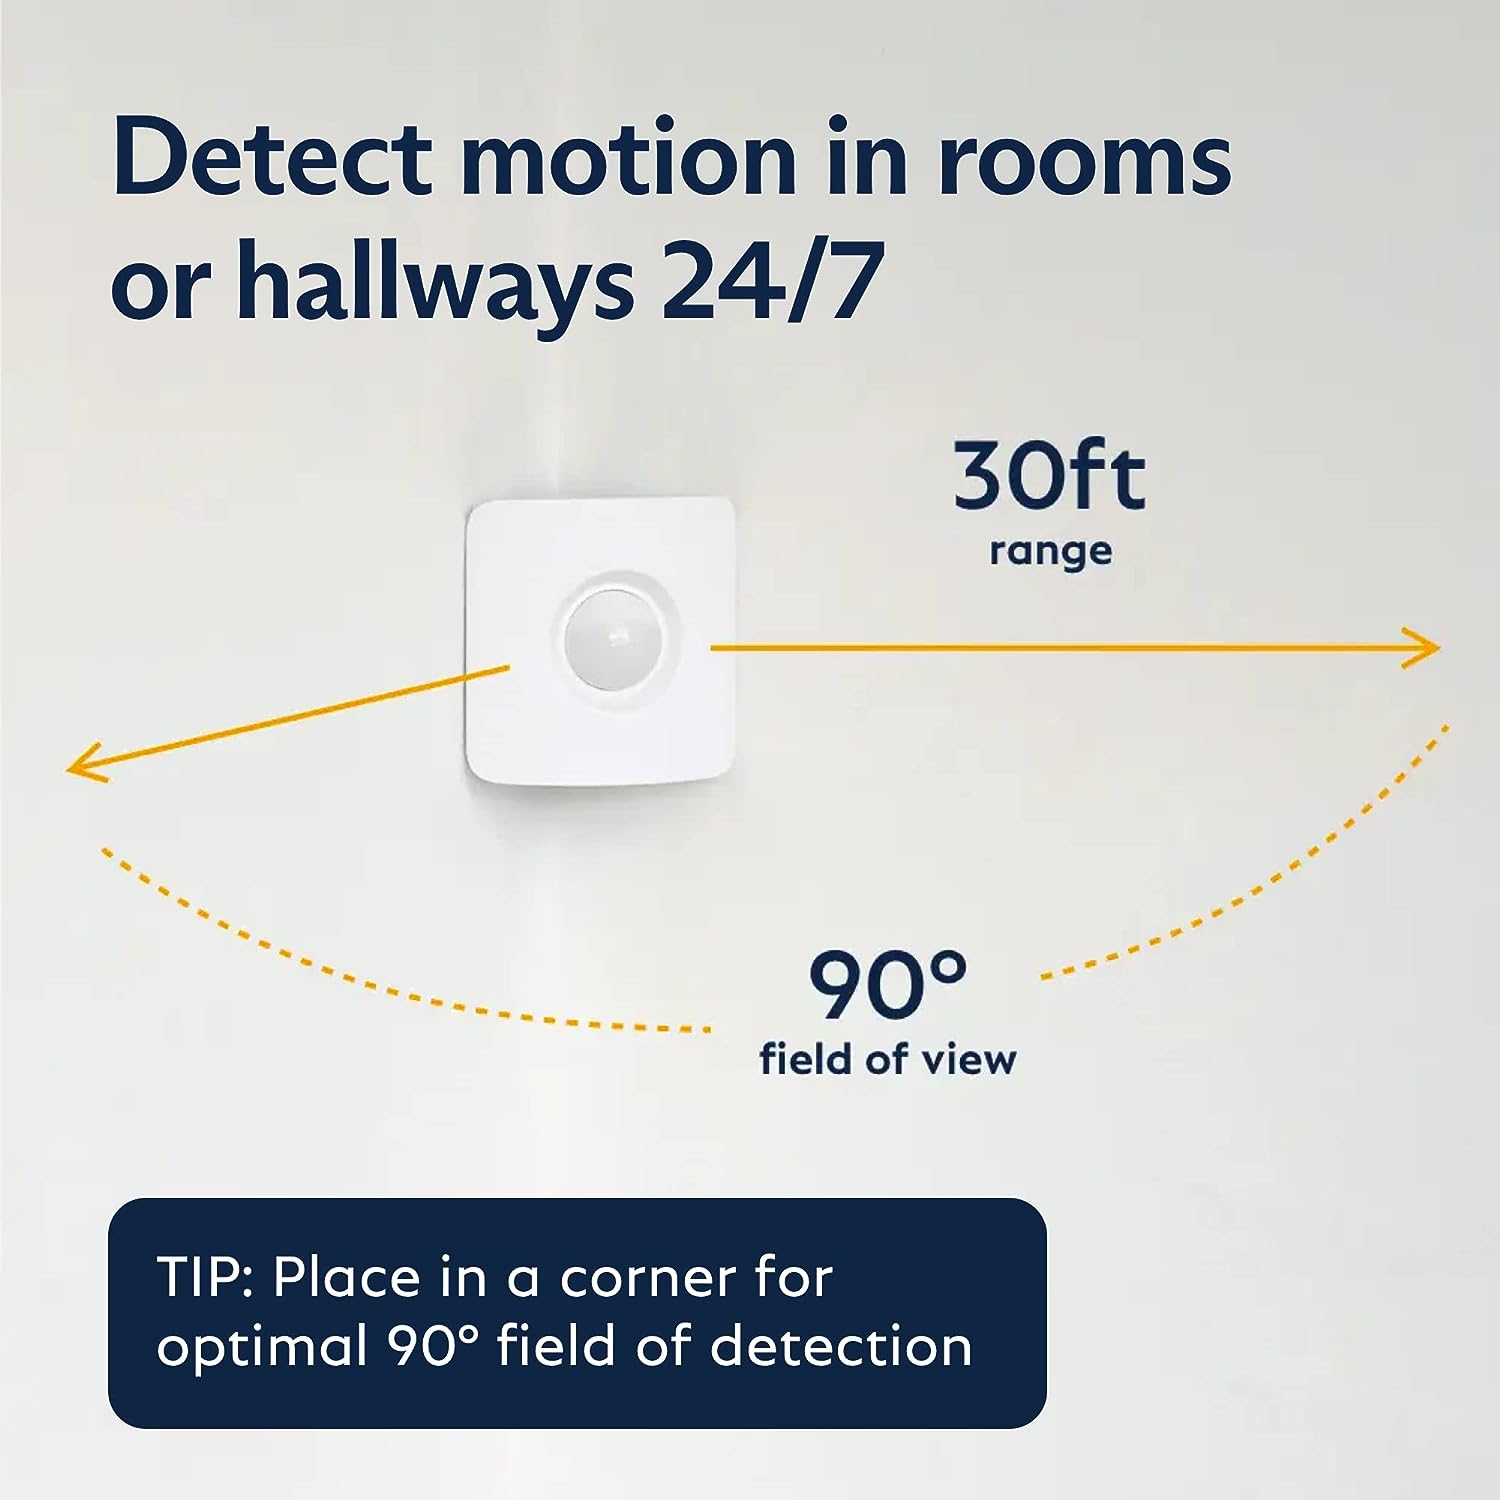 Detect motion in rooms
or hallways 24/7
30ft
range
90°
field of view
TIP: Place in a corner for
optimal 90° field of detection